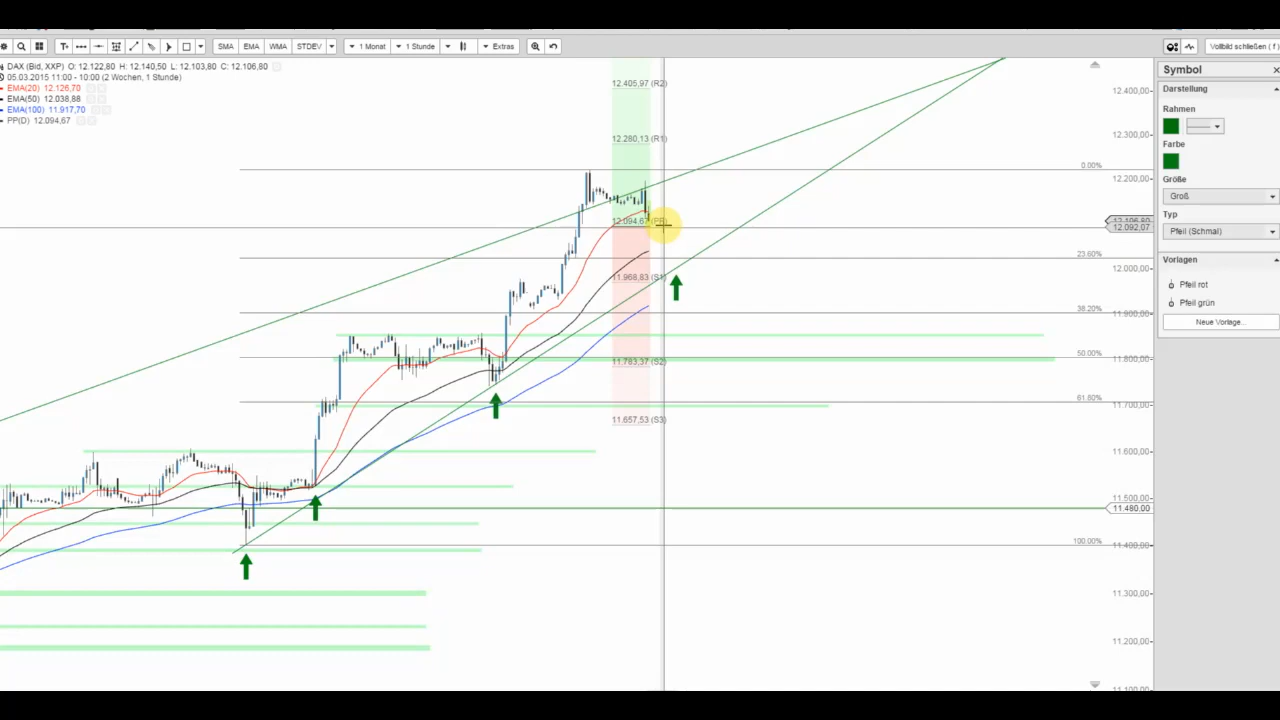 T+ SMA EMA WMA STDEV 1 Monat 1 Stunde Extras Vollbild schließen ( f )
DAX (Bid, XXP) O: 12.122,80 H: 12.140,50 L: 12.103,80 C: 12.106,80
05.03.2015 11:00 - 10:00 (2 Wochen, 1 Stunde)
EMA(20) 12.126,70
EMA(50) 12.038,88
EMA(100) 11.917,70
PP(D) 12.094,67
12.405,97 (R2)
12.280,13 (R1)
12.094,67 (PP)
11.968,83 (S1)
11.783,37 (S2)
11.657,53 (S3)
0.00%
23.60%
38.20%
50.00%
61.80%
100.00%
12.400,00
12.300,00
12.200,00
12.106,80
12.092,07
12.000,00
11.900,00
11.800,00
11.700,00
11.600,00
11.500,00
11.480,00
11.400,00
11.300,00
11.200,00
11.100,00
Symbol
Darstellung
Rahmen
Farbe
Größe
Groß
Typ
Pfeil (Schmal)
Vorlagen
Pfeil rot
Pfeil grün
Neue Vorlage...